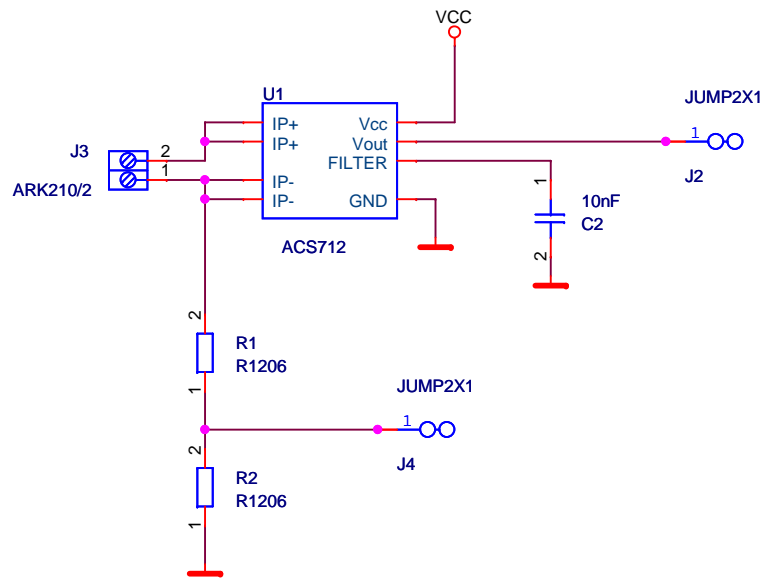 VCC
U1
JUMP2X1
IP+
Vcc
J3
2
IP+
Vout
1
1
FILTER
J2
ARK210/2
IP-
1
10nF
IP-
GND
C2
ACS712
2
2
R1
R1206
1
JUMP2X1
1
2
J4
R2
R1206
1